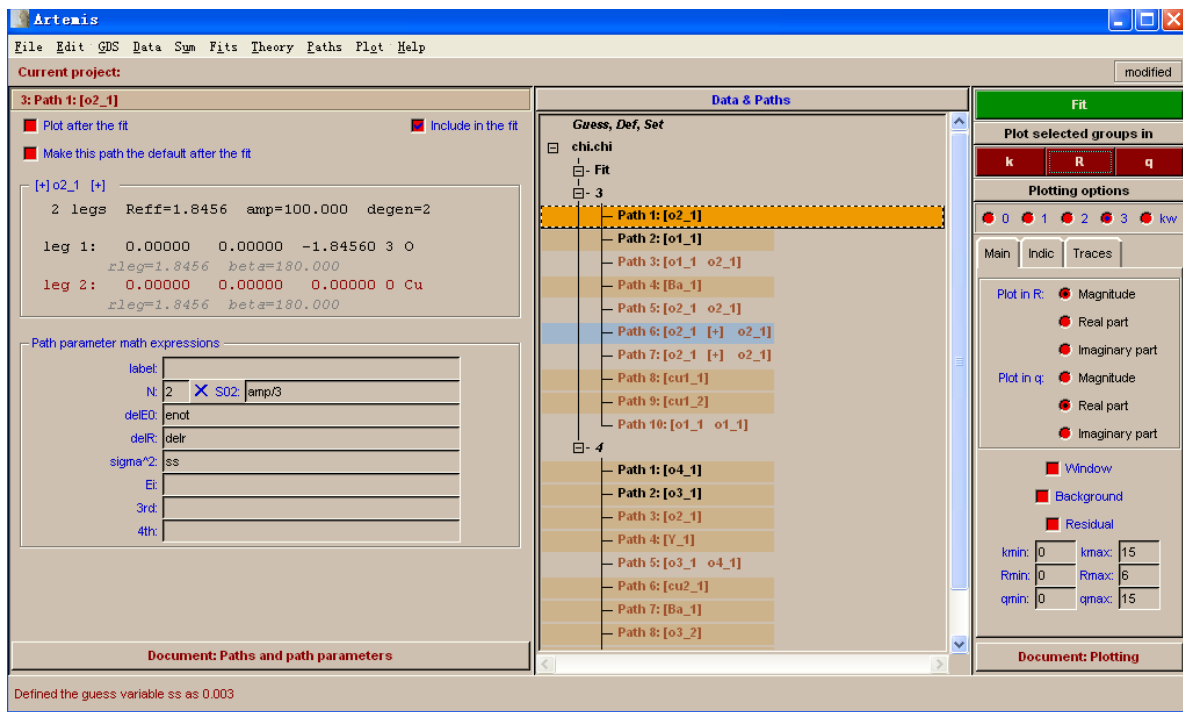 Artemis
File Edit GDS Data Sum Fits Theory Paths Plot Help
Current project:
modified
3: Path 1: [o2_1]
Plot after the fit
Include in the fit
Make this path the default after the fit
[+] o2_1 [+]
2 legs Reff=1.8456 amp=100.000 degen=2
leg 1: 0.00000 0.00000 -1.84560 3 O
rleg=1.8456 beta=180.000
leg 2: 0.00000 0.00000 0.00000 0 Cu
rleg=1.8456 beta=180.000
Path parameter math expressions
label:
N: 2 X S02: amp/3
delE0: enot
delR: delr
sigma^2: ss
Ei:
3rd:
4th:
Document: Paths and path parameters
Data & Paths
Guess, Def, Set
chi.chi
Fit
3
Path 1: [o2_1]
Path 2: [o1_1]
Path 3: [o1_1 o2_1]
Path 4: [Ba_1]
Path 5: [o2_1 o2_1]
Path 6: [o2_1 [+] o2_1]
Path 7: [o2_1 [+] o2_1]
Path 8: [cu1_1]
Path 9: [cu1_2]
Path 10: [o1_1 o1_1]
4
Path 1: [o4_1]
Path 2: [o3_1]
Path 3: [o2_1]
Path 4: [Y_1]
Path 5: [o3_1 o4_1]
Path 6: [cu2_1]
Path 7: [Ba_1]
Path 8: [o3_2]
Fit
Plot selected groups in
k R q
Plotting options
0 1 2 3 kw
Main Indic Traces
Plot in R: Magnitude
Real part
Imaginary part
Plot in q: Magnitude
Real part
Imaginary part
Window
Background
Residual
kmin: 0 kmax: 15
Rmin: 0 Rmax: 6
qmin: 0 qmax: 15
Document: Plotting
Defined the guess variable ss as 0.003